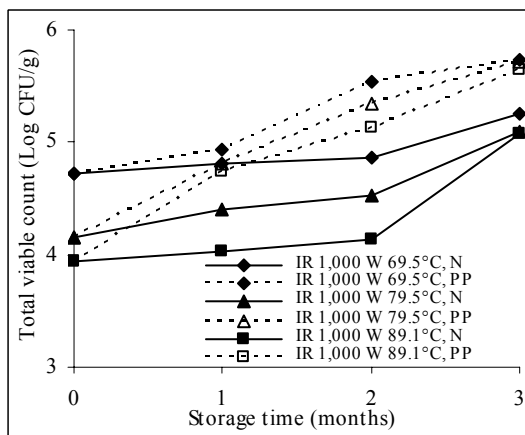 Total viable count (Log CFU/g)
6
5
4
3
IR 1,000 W 69.5°C, N
IR 1,000 W 69.5°C, PP
IR 1,000 W 79.5°C, N
IR 1,000 W 79.5°C, PP
IR 1,000 W 89.1°C, N
IR 1,000 W 89.1°C, PP
0 1 2 3
Storage time (months)